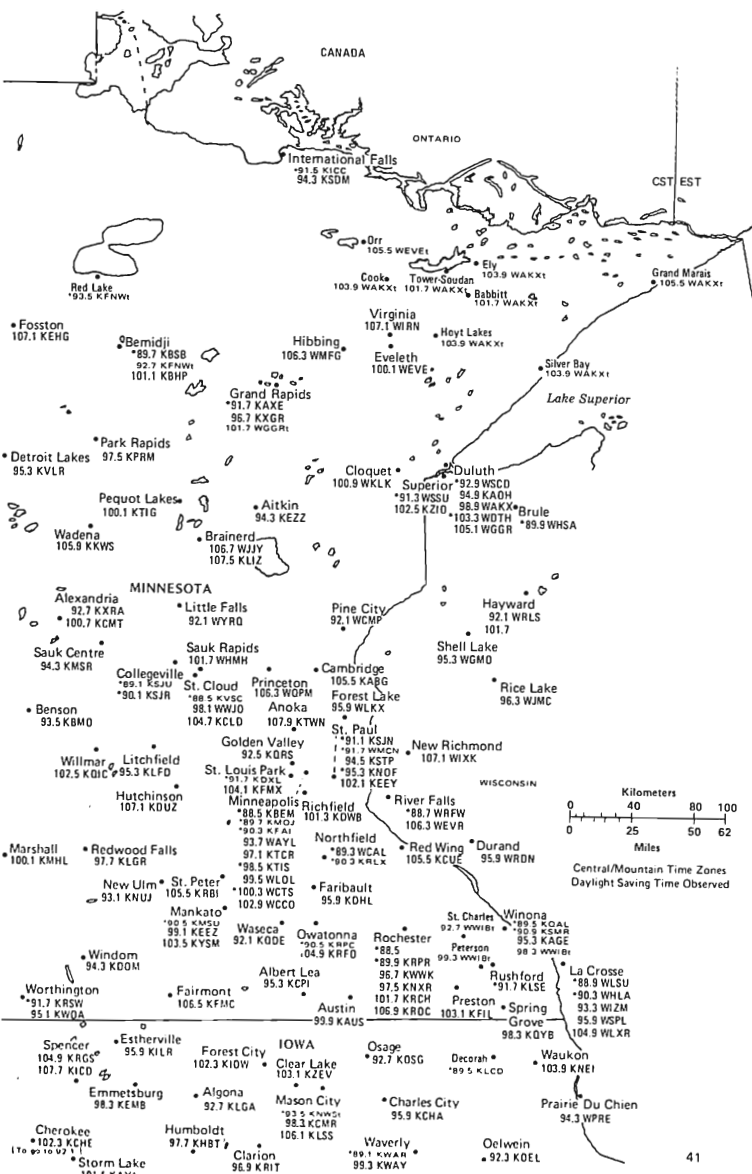 CANADA
ONTARIO
International Falls
*91.5 KICC
94.3 KSDM
CST EST
Orr
105.5 WEVEt
Red Lake
*93.5 KFNWt
Cook
103.9 WAKXt
Tower-Soudan
101.7 WAKXt
Ely
103.9 WAKXt
Babbitt
101.7 WAKXt
Grand Marais
105.5 WAKXt
Fosston
107.1 KEHG
Bemidji
*89.7 KBSB
92.7 KFNWt
101.1 KBHP
Virginia
107.1 WIRN
Hibbing
106.3 WMFG
Eveleth
100.1 WEVE
Hoyt Lakes
103.9 WAKXt
Silver Bay
103.9 WAKXt
Lake Superior
Grand Rapids
*91.7 KAXE
96.7 KXGR
101.7 WGGRt
Park Rapids
97.5 KPRM
Detroit Lakes
95.3 KVLR
Cloquet
100.9 WKLK
Superior
*91.3 WSSU
102.5 KZIO
Duluth
*92.9 WSCD
94.9 KAOH
98.9 WAKX
*103.3 WDTH
105.1 WGGR
Brule
*89.9 WHSA
Pequot Lakes
100.1 KTIG
Aitkin
94.3 KEZZ
Wadena
105.9 KKWS
Brainerd
106.7 WJJY
107.5 KLIZ
MINNESOTA
Alexandria
92.7 KXRA
100.7 KCMT
Little Falls
92.1 WYRQ
Pine City
92.1 WCMP
Hayward
92.1 WRLS
101.7
Shell Lake
95.3 WGMO
Sauk Centre
94.3 KMSR
Sauk Rapids
101.7 WHMH
Collegeville
*89.1 KSJU
*90.1 KSJR
St. Cloud
*88.5 KVSC
98.1 WWJO
104.7 KCLD
Princeton
106.3 WQPM
Cambridge
105.5 KABG
Rice Lake
96.3 WJMC
Forest Lake
95.9 WLKX
Anoka
107.9 KTWN
Benson
93.5 KBMO
St. Paul
*91.1 KSJN
*91.7 WMCN
94.5 KSTP
*95.3 KNOF
102.1 KEEY
New Richmond
107.1 WIXK
Golden Valley
92.5 KQRS
Willmar
102.5 KQIC
Litchfield
95.3 KLFD
St. Louis Park
*91.7 KDXL
104.1 KFMX
WISCONSIN
Hutchinson
107.1 KDUZ
Minneapolis
*88.5 KBEM
*89.7 KMOJ
*90.3 KFAI
93.7 WAYL
97.1 KTCR
*98.5 KTIS
99.5 WLOL
*100.3 WCTS
102.9 WCCO
Richfield
101.3 KDWB
River Falls
*88.7 WRFW
106.3 WEVR
Kilometers
0 40 80 100
0 25 50 62
Miles
Central/Mountain Time Zones
Daylight Saving Time Observed
Marshall
100.1 KMHL
Redwood Falls
97.7 KLGR
Northfield
*89.3 WCAL
*90.3 KRLX
Red Wing
105.5 KCUE
Durand
95.9 WRDN
New Ulm
93.1 KNUJ
St. Peter
105.5 KRBI
Faribault
95.9 KDHL
Mankato
*90.5 KMSU
99.1 KEEZ
103.5 KYSM
Waseca
92.1 KQDE
Owatonna
*90.5 KRPC
104.9 KRFO
Rochester
*88.5
*89.9 KRPR
96.7 KWWK
97.5 KNXR
101.7 KRCH
106.9 KROC
St. Charles
92.7 WWIBt
Peterson
99.3 WWIBt
Winona
*89.5 KQAL
*90.9 KSMR
95.3 KAGE
98.3 WWIBt
Windom
94.3 KDOM
Rushford
*91.7 KLSE
La Crosse
*88.9 WLSU
*90.3 WHLA
93.3 WIZM
95.9 WSPL
104.9 WLXR
Worthington
*91.7 KRSW
95.1 KWOA
Fairmont
106.5 KFMC
Albert Lea
95.3 KCPI
Austin
99.9 KAUS
Preston
103.1 KFIL
Spring
Grove
98.3 KQYB
IOWA
Spencer
104.9 KRGS
107.7 KICD
Estherville
95.9 KILR
Forest City
102.3 KIOW
Clear Lake
103.1 KZEV
Osage
92.7 KOSG
Decorah
*89.5 KLCD
Waukon
103.9 KNEI
Emmetsburg
98.3 KEMB
Algona
92.7 KLGA
Mason City
*93.5 KNWSt
98.3 KCMR
106.1 KLSS
Charles City
95.9 KCHA
Prairie Du Chien
94.3 WPRE
Cherokee
102.3 KCHE
(To go to 92.1)
Storm Lake
Humboldt
97.7 KHBT
Clarion
96.9 KRIT
Waverly
*89.1 KWAR
99.3 KWAY
Oelwein
92.3 KOEL
41